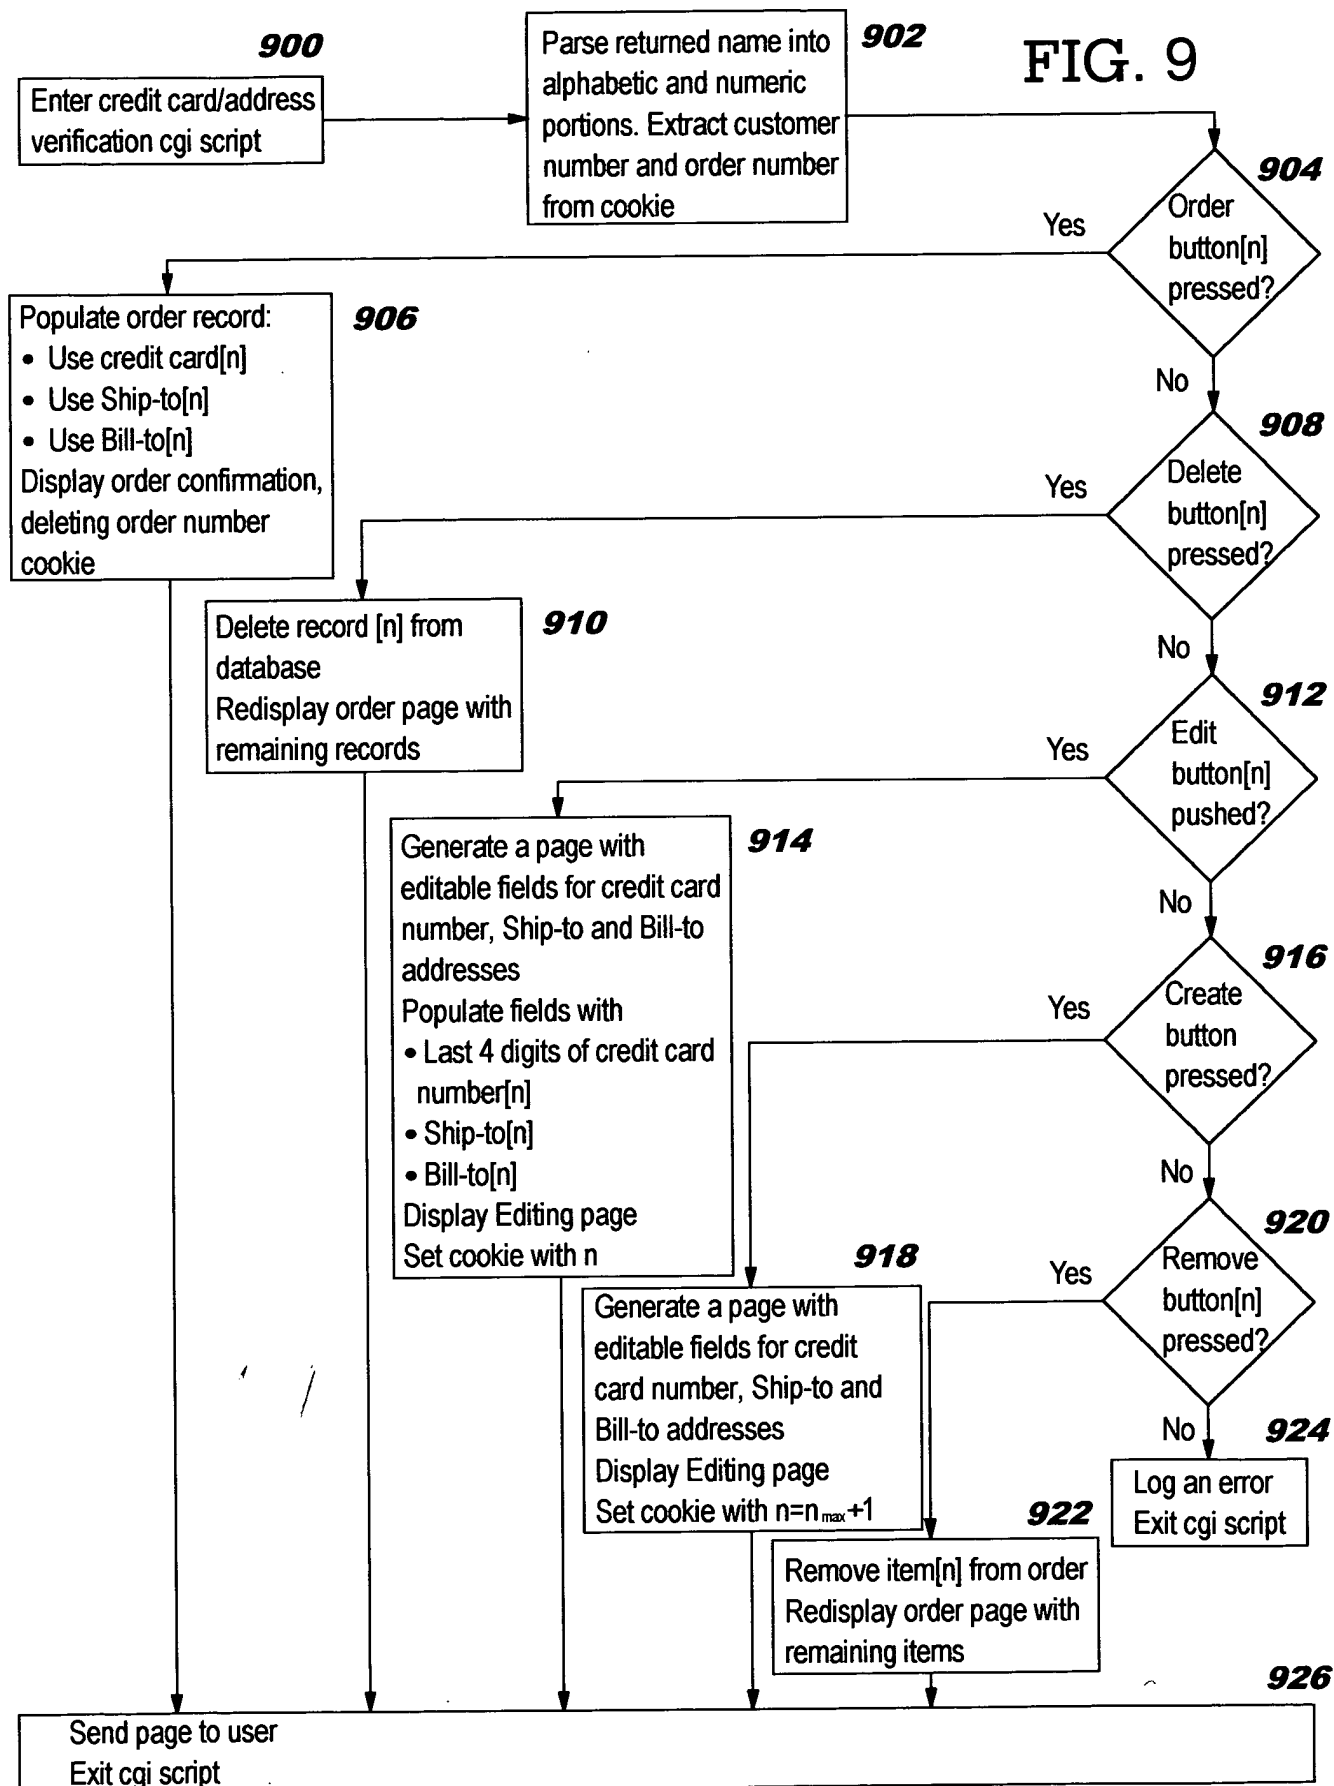 FIG. 9
900
Enter credit card/address
verification cgi script
902
Parse returned name into
alphabetic and numeric
portions. Extract customer
number and order number
from cookie
904
Order
button[n]
pressed?
Yes
No
906
Populate order record:
• Use credit card[n]
• Use Ship-to[n]
• Use Bill-to[n]
Display order confirmation,
deleting order number
cookie
908
Delete
button[n]
pressed?
Yes
No
910
Delete record [n] from
database
Redisplay order page with
remaining records
912
Edit
button[n]
pushed?
Yes
No
914
Generate a page with
editable fields for credit card
number, Ship-to and Bill-to
addresses
Populate fields with
• Last 4 digits of credit card
number[n]
• Ship-to[n]
• Bill-to[n]
Display Editing page
Set cookie with n
916
Create
button
pressed?
Yes
No
918
Generate a page with
editable fields for credit
card number, Ship-to and
Bill-to addresses
Display Editing page
Set cookie with n=nmax+1
920
Remove
button[n]
pressed?
Yes
No
922
Remove item[n] from order
Redisplay order page with
remaining items
924
Log an error
Exit cgi script
926
Send page to user
Exit cgi script